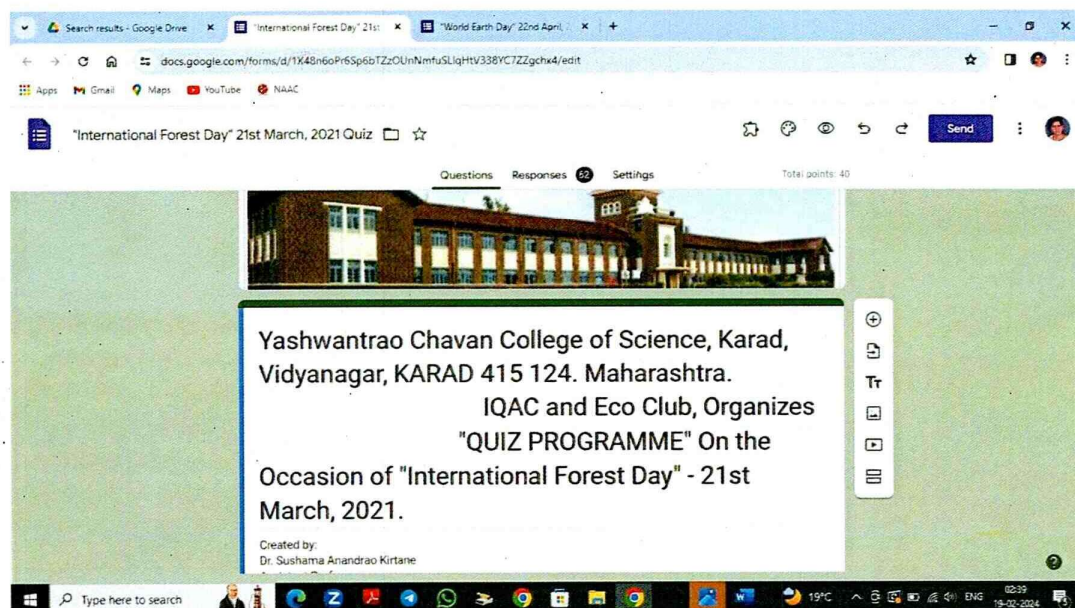 Search results - Google Drive
"International Forest Day" 21st
"World Earth Day" 22nd April, 2
docs.google.com/forms/d/1X48n6oPr6Sp6bTZzOUnNmfuSLlqHtV338YC7ZZgchx4/edit
Apps Gmail Maps YouTube NAAC
"International Forest Day" 21st March, 2021 Quiz
Send
Questions Responses 62 Settings Total points: 40
Yashwantrao Chavan College of Science, Karad,
Vidyanagar, KARAD 415 124. Maharashtra.
IQAC and Eco Club, Organizes
"QUIZ PROGRAMME" On the
Occasion of "International Forest Day" - 21st
March, 2021.
Created by:
Dr. Sushama Anandrao Kirtane
Type here to search
19°C
ENG
02:39
19-02-2024